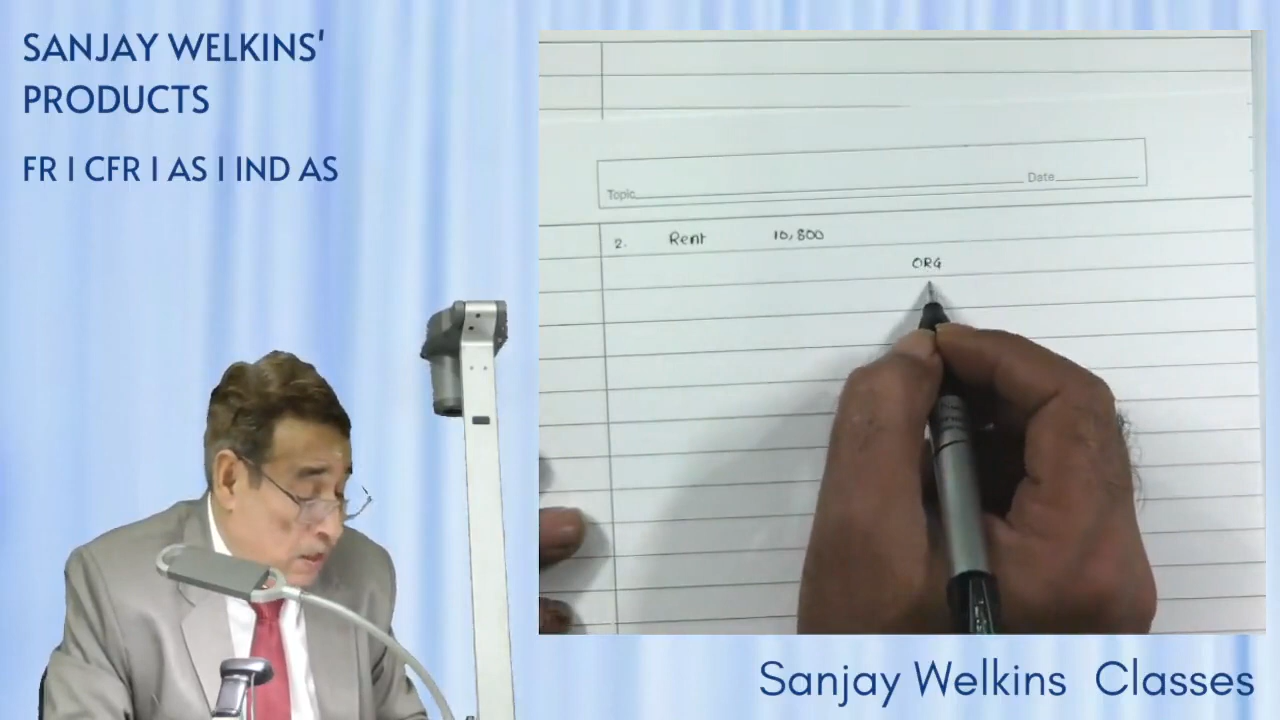 SANJAY WELKINS'
PRODUCTS
FR I CFR I AS I IND AS
Topic
Date
2. Rent 10,800
ORG
Sanjay Welkins Classes